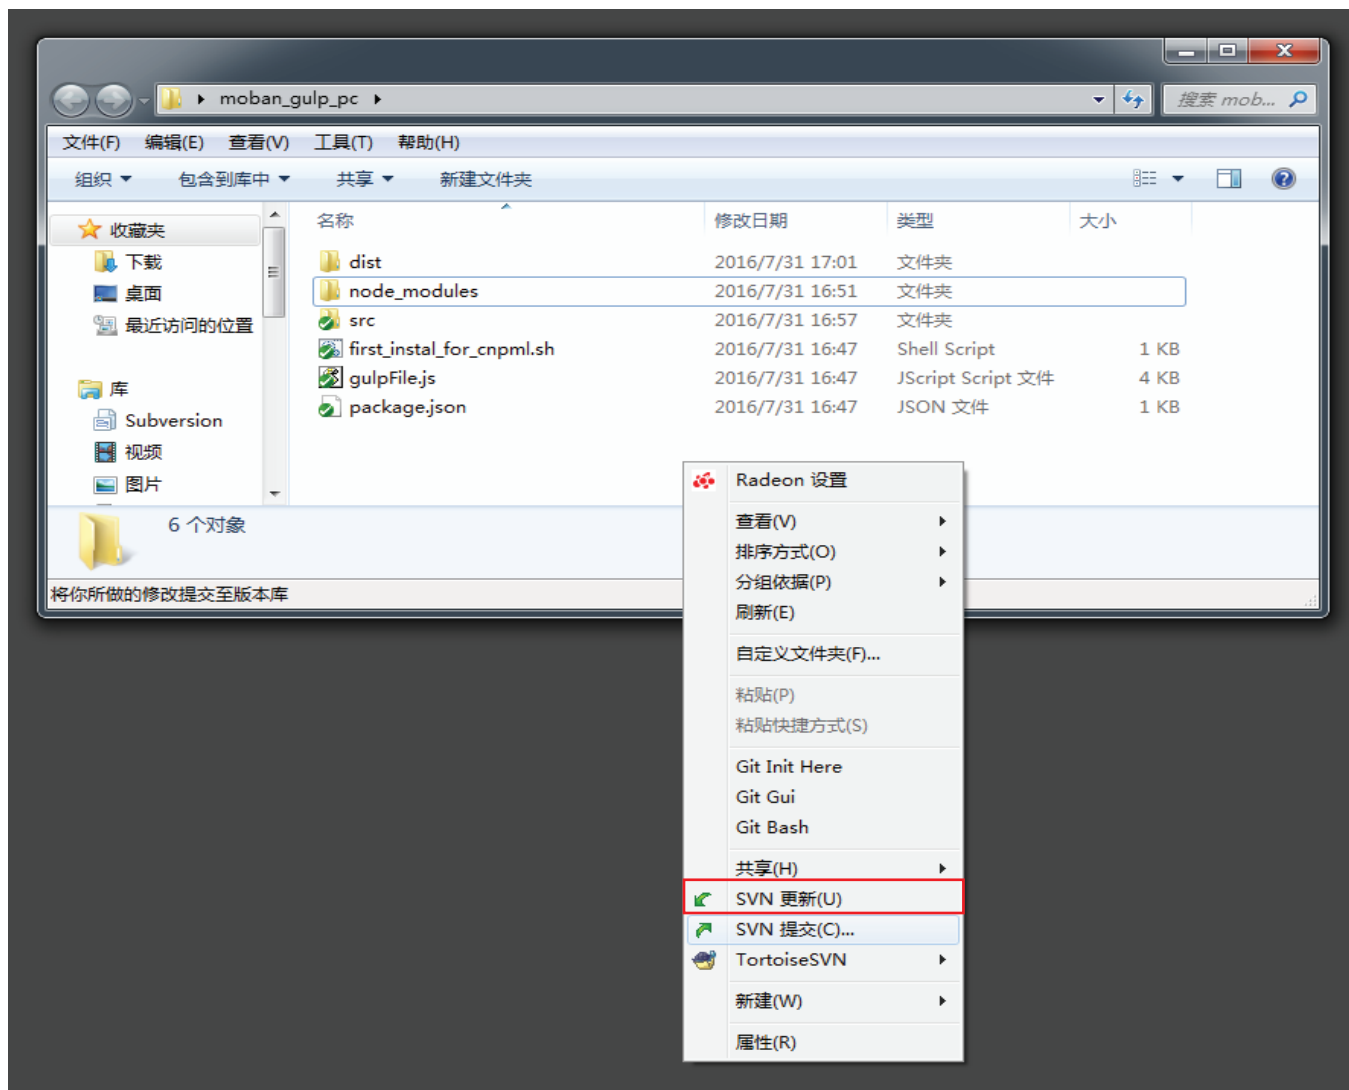 moban_gulp_pc
搜索 mob...
文件(F) 编辑(E) 查看(V) 工具(T) 帮助(H)
组织 包含到库中 共享 新建文件夹
收藏夹
下载
桌面
最近访问的位置
库
Subversion
视频
图片
名称 修改日期 类型 大小
dist 2016/7/31 17:01 文件夹
node_modules 2016/7/31 16:51 文件夹
src 2016/7/31 16:57 文件夹
first_instal_for_cnpml.sh 2016/7/31 16:47 Shell Script 1 KB
gulpFile.js 2016/7/31 16:47 JScript Script 文件 4 KB
package.json 2016/7/31 16:47 JSON 文件 1 KB
6 个对象
将你所做的修改提交至版本库
Radeon 设置
查看(V)
排序方式(O)
分组依据(P)
刷新(E)
自定义文件夹(F)...
粘贴(P)
粘贴快捷方式(S)
Git Init Here
Git Gui
Git Bash
共享(H)
SVN 更新(U)
SVN 提交(C)...
TortoiseSVN
新建(W)
属性(R)